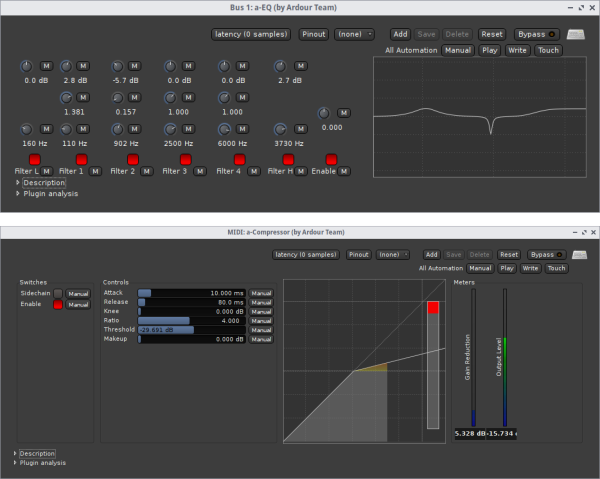 Bus 1: a-EQ (by Ardour Team)
latency (0 samples) Pinout (none) Add Save Delete Reset Bypass
All Automation Manual Play Write Touch
M M M M M M
0.0 dB 2.8 dB -5.7 dB 0.0 dB 0.0 dB 2.7 dB
M M M M M
1.381 0.157 1.000 1.000 0.000
M M M M M M
160 Hz 110 Hz 902 Hz 2500 Hz 6000 Hz 3730 Hz
Filter L M Filter 1 M Filter 2 M Filter 3 M Filter 4 M Filter H M Enable M
Description
Plugin analysis
MIDI: a-Compressor (by Ardour Team)
latency (0 samples) Pinout (none) Add Save Delete Reset Bypass
All Automation Manual Play Write Touch
Switches
Sidechain Manual
Enable Manual
Controls
Attack 10.000 ms Manual
Release 80.0 ms Manual
Knee 0.000 dB Manual
Ratio 4.000 Manual
Threshold -29.691 dB Manual
Makeup 0.000 dB Manual
Meters
Gain Reduction
Output Level
5.328 dB -15.734
Description
Plugin analysis